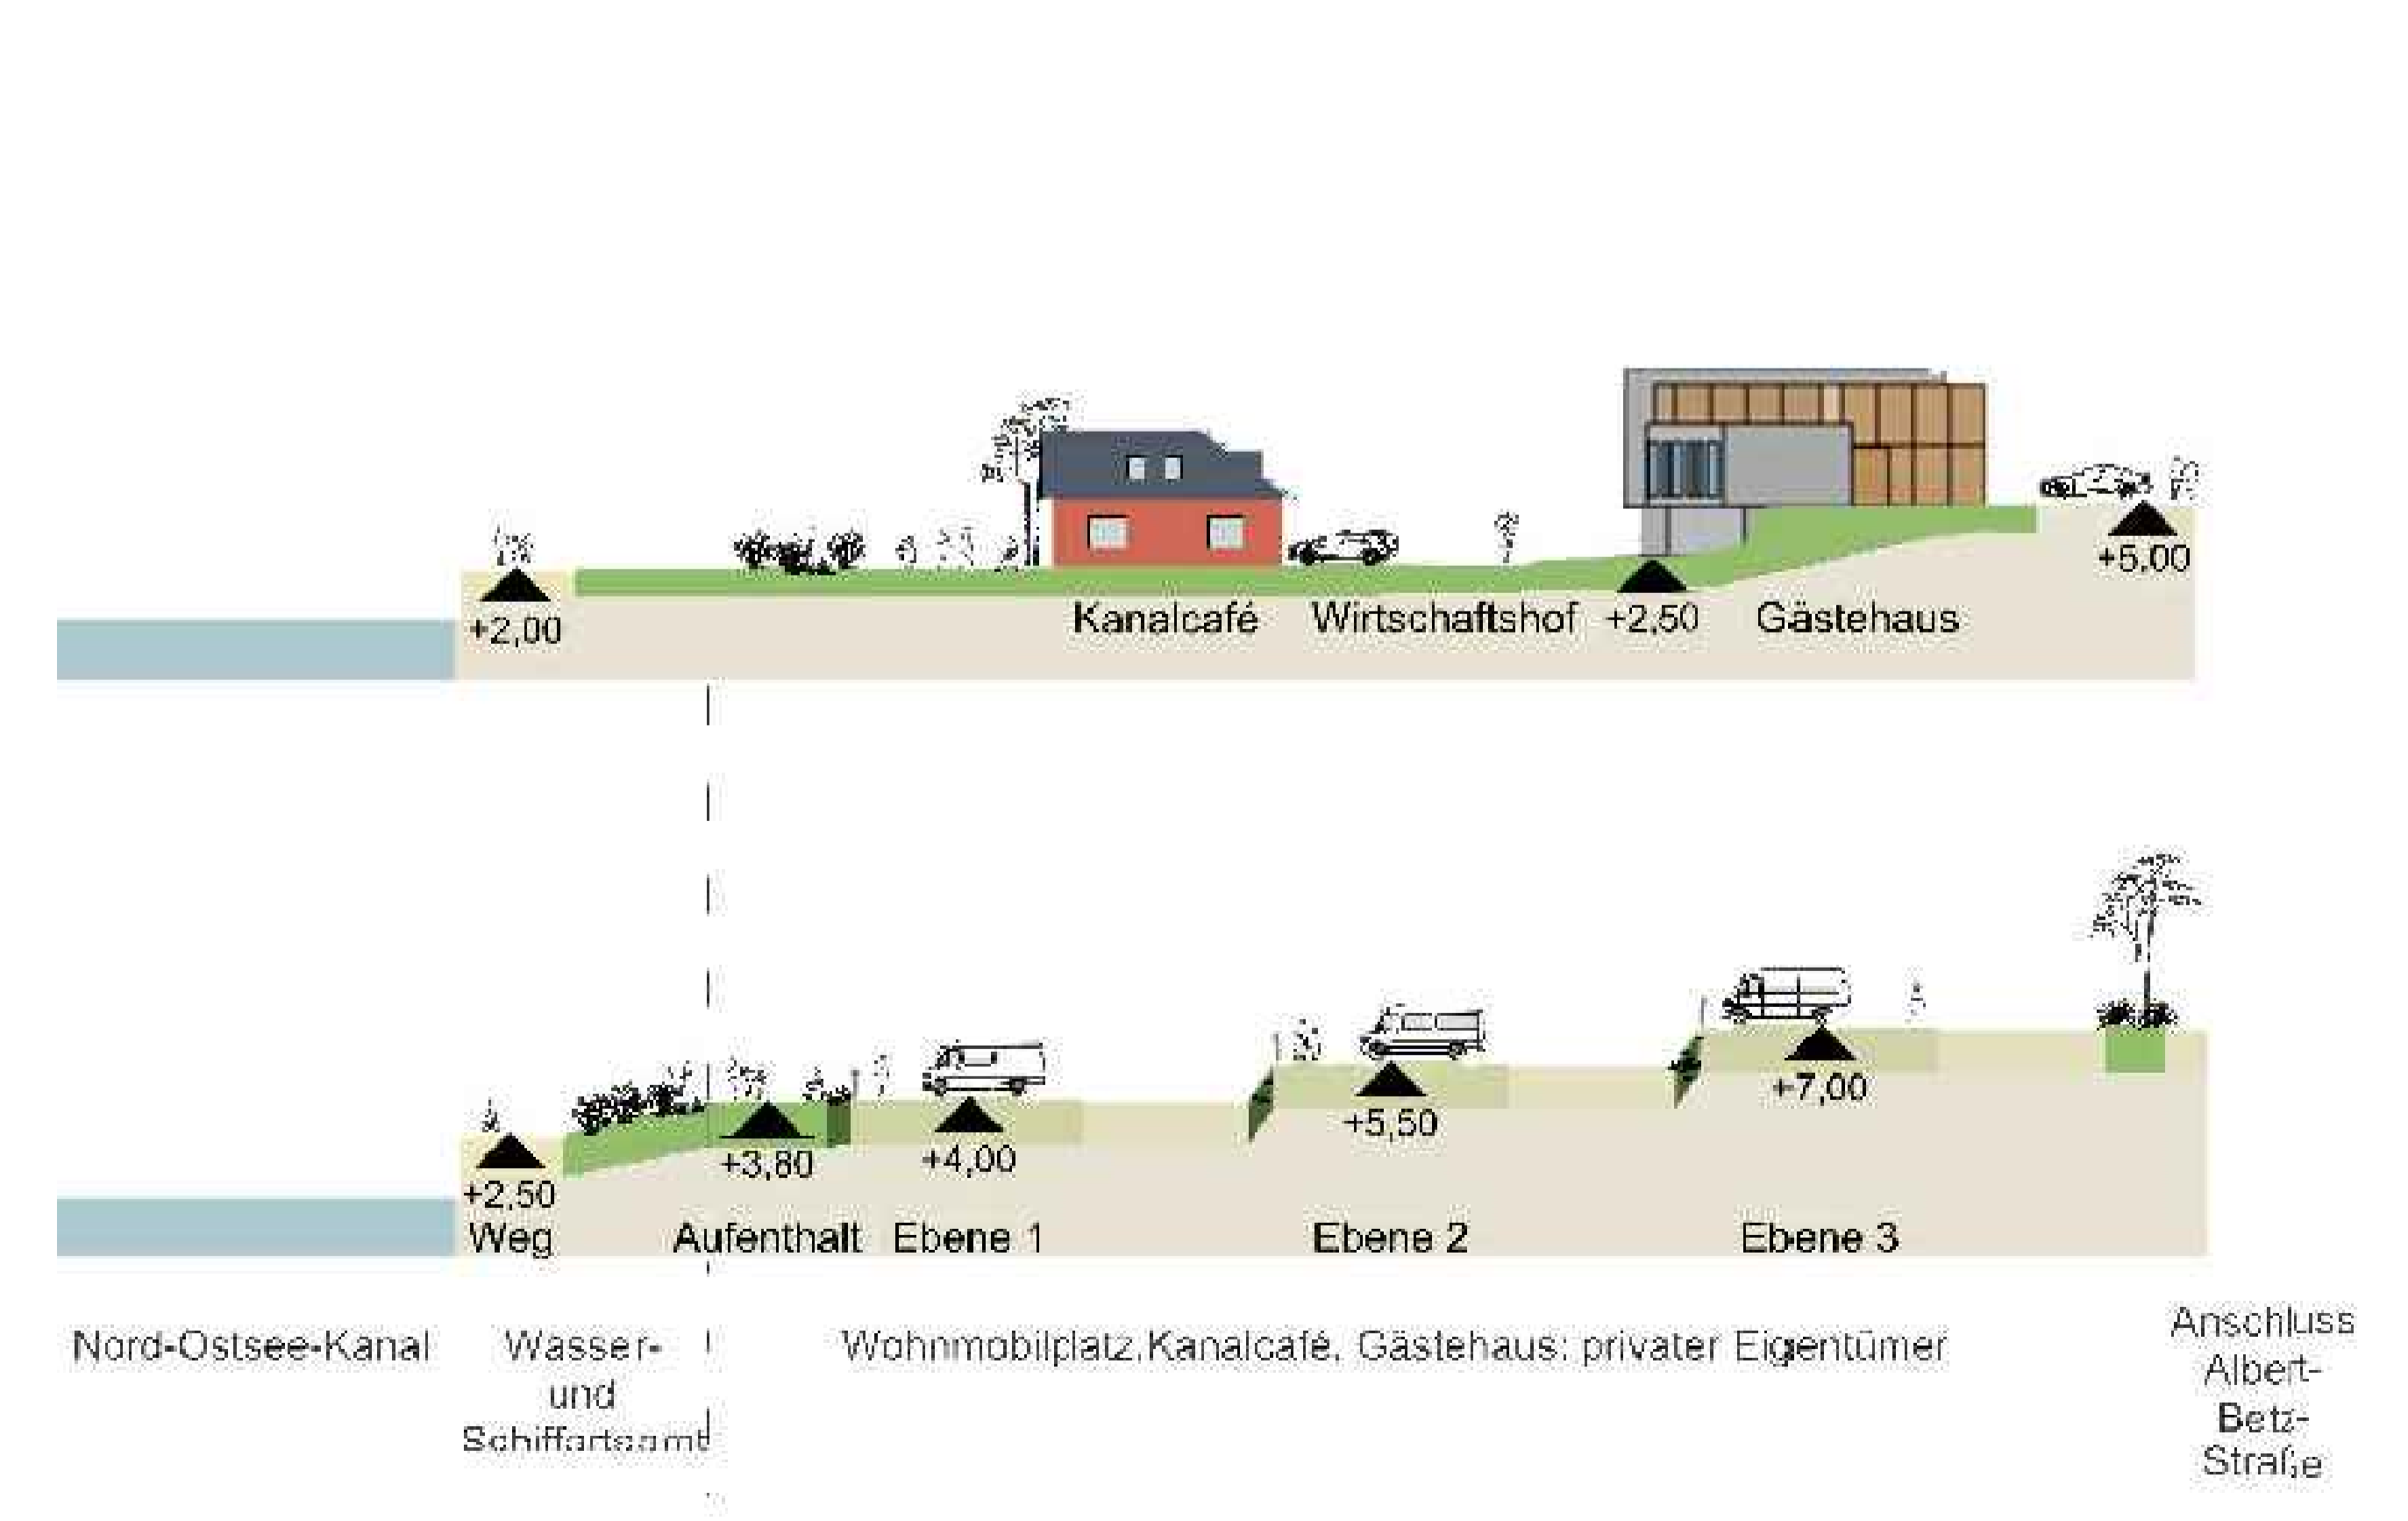 +5,00
+2,00
Kanalcafé Wirtschaftshof +2,50 Gästehaus
+7,00
+5,50
+3,80 +4,00
+2,50
Weg Aufenthalt Ebene 1 Ebene 2 Ebene 3
Nord-Ostsee-Kanal
Wasser-
und
Schiffartsamt
Wohnmobilplatz,Kanalcafé, Gästehaus: privater Eigentümer
Anschluss
Albert-
Betz-
Straße